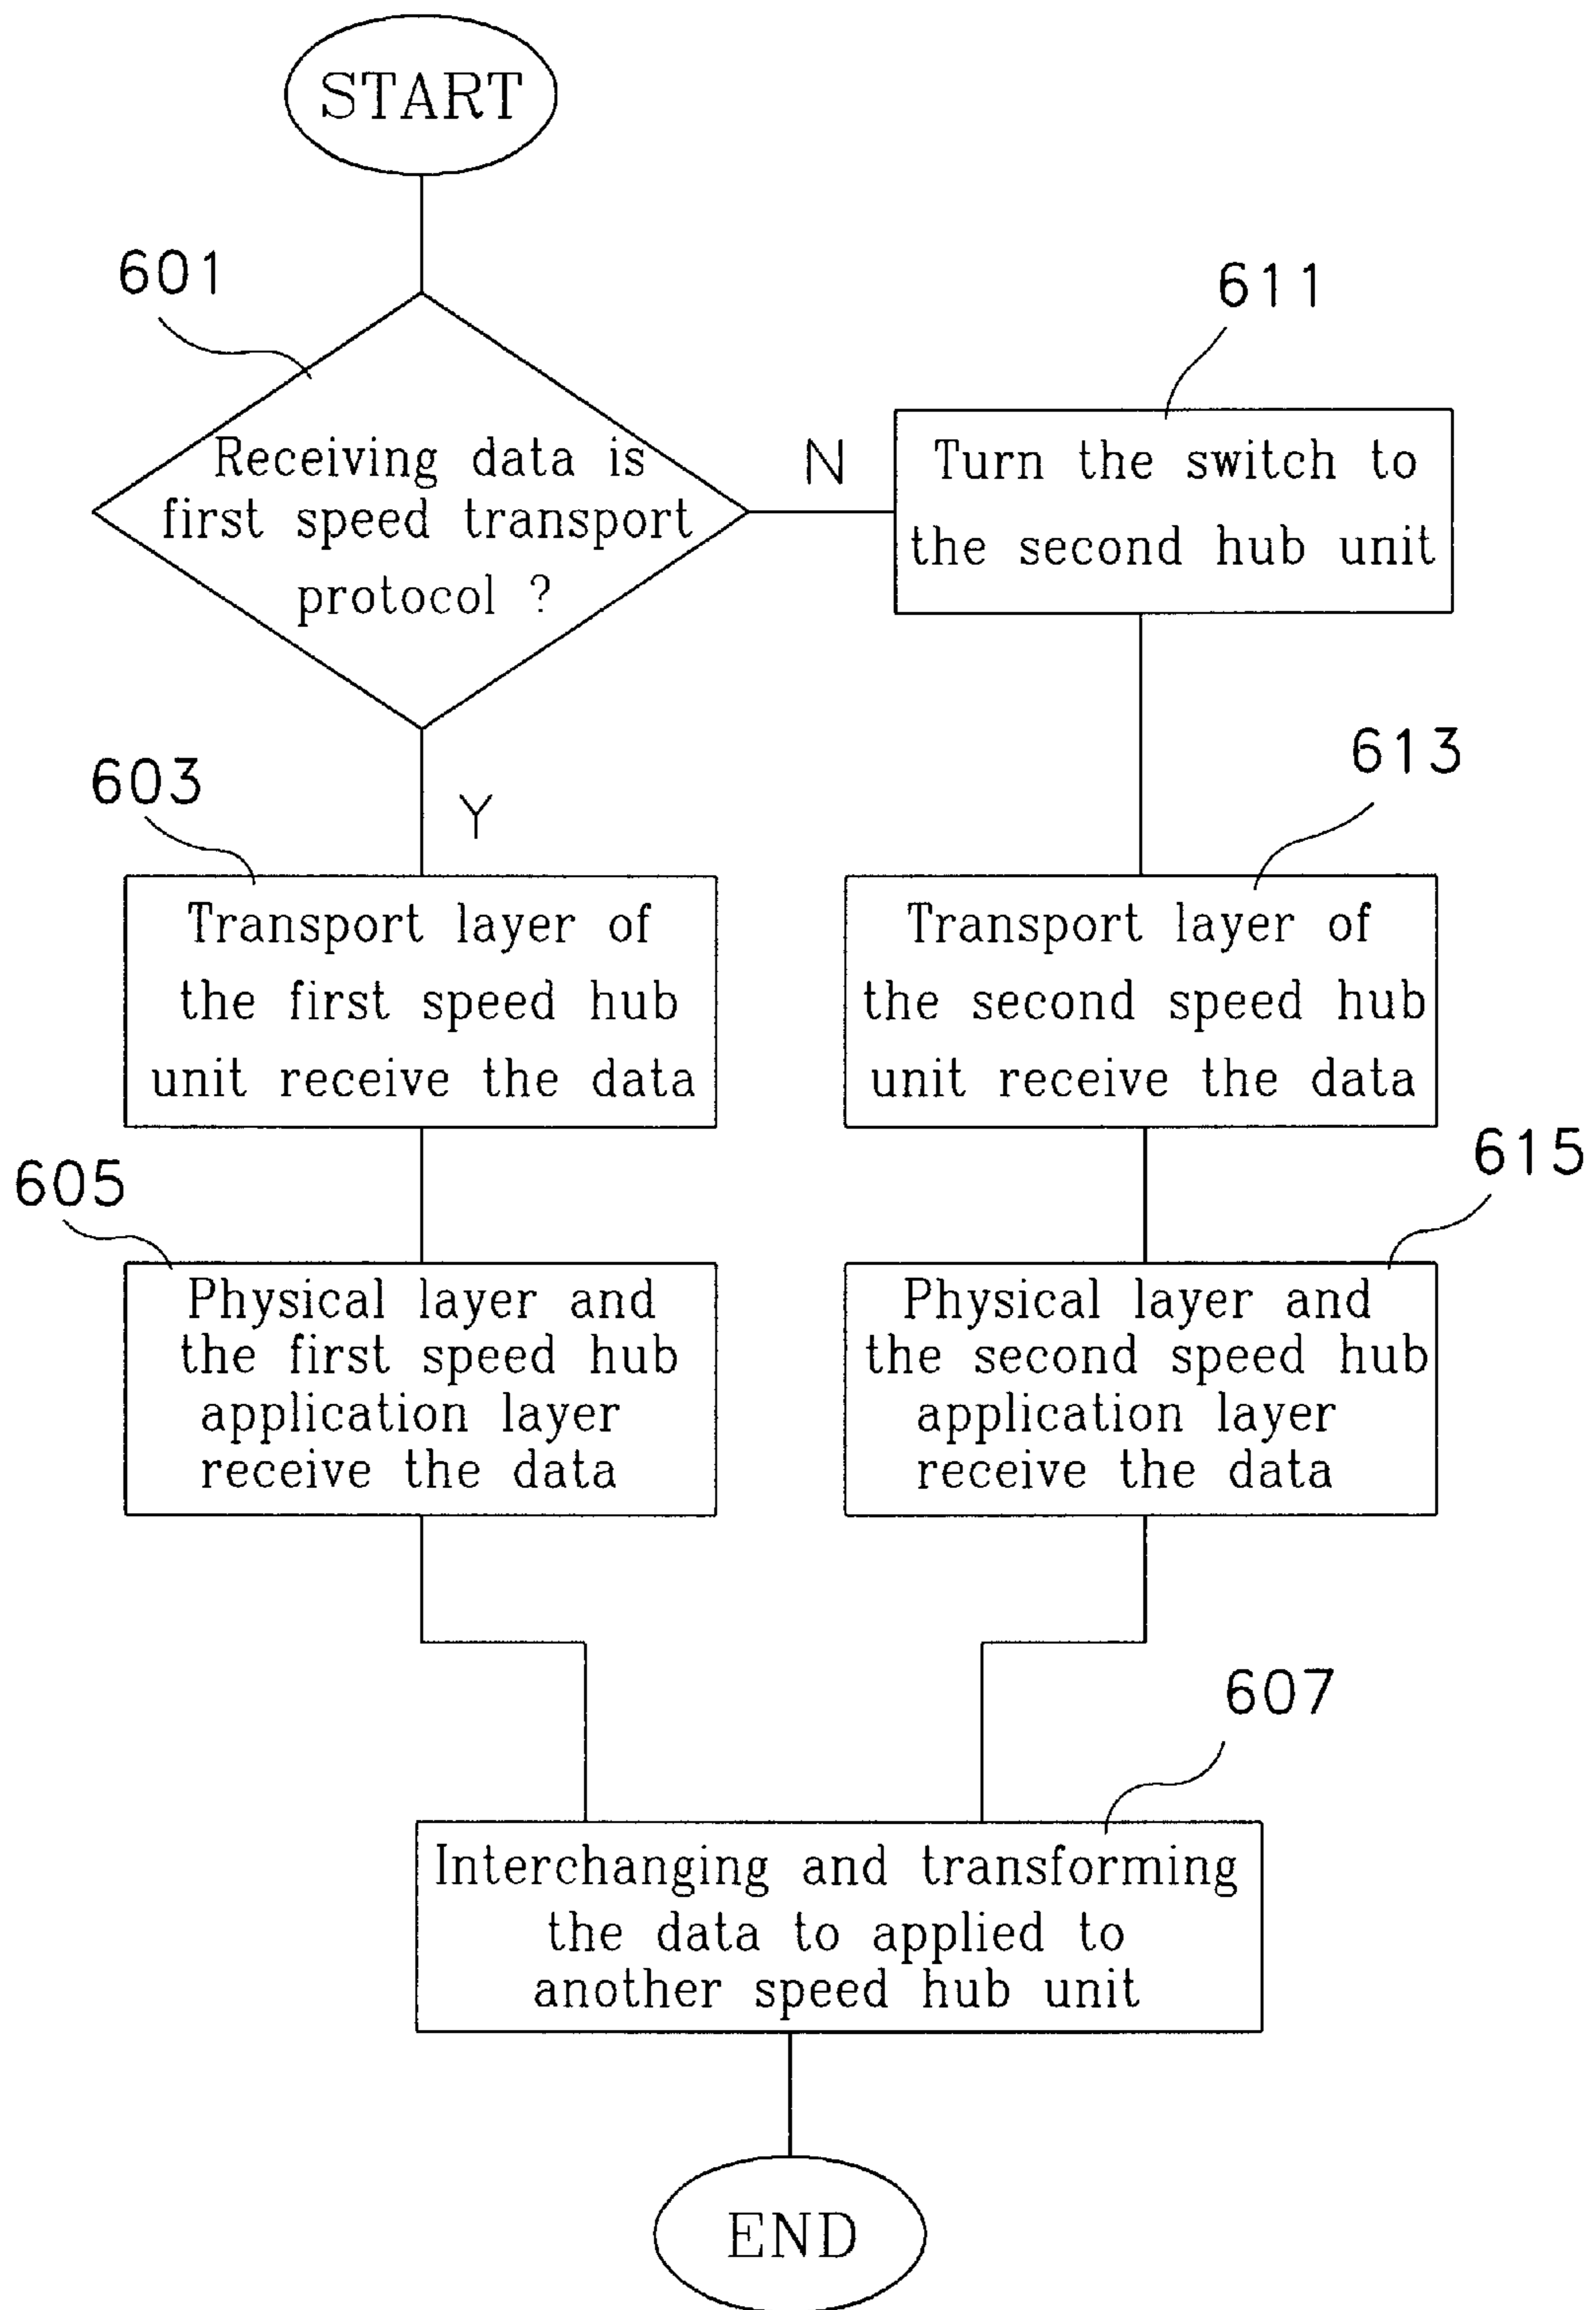 START
601
Receiving data is
first speed transport
protocol ?
N
611
Turn the switch to
the second hub unit
Y
603
Transport layer of
the first speed hub
unit receive the data
613
Transport layer of
the second speed hub
unit receive the data
605
Physical layer and
the first speed hub
application layer
receive the data
615
Physical layer and
the second speed hub
application layer
receive the data
607
Interchanging and transforming
the data to applied to
another speed hub unit
END